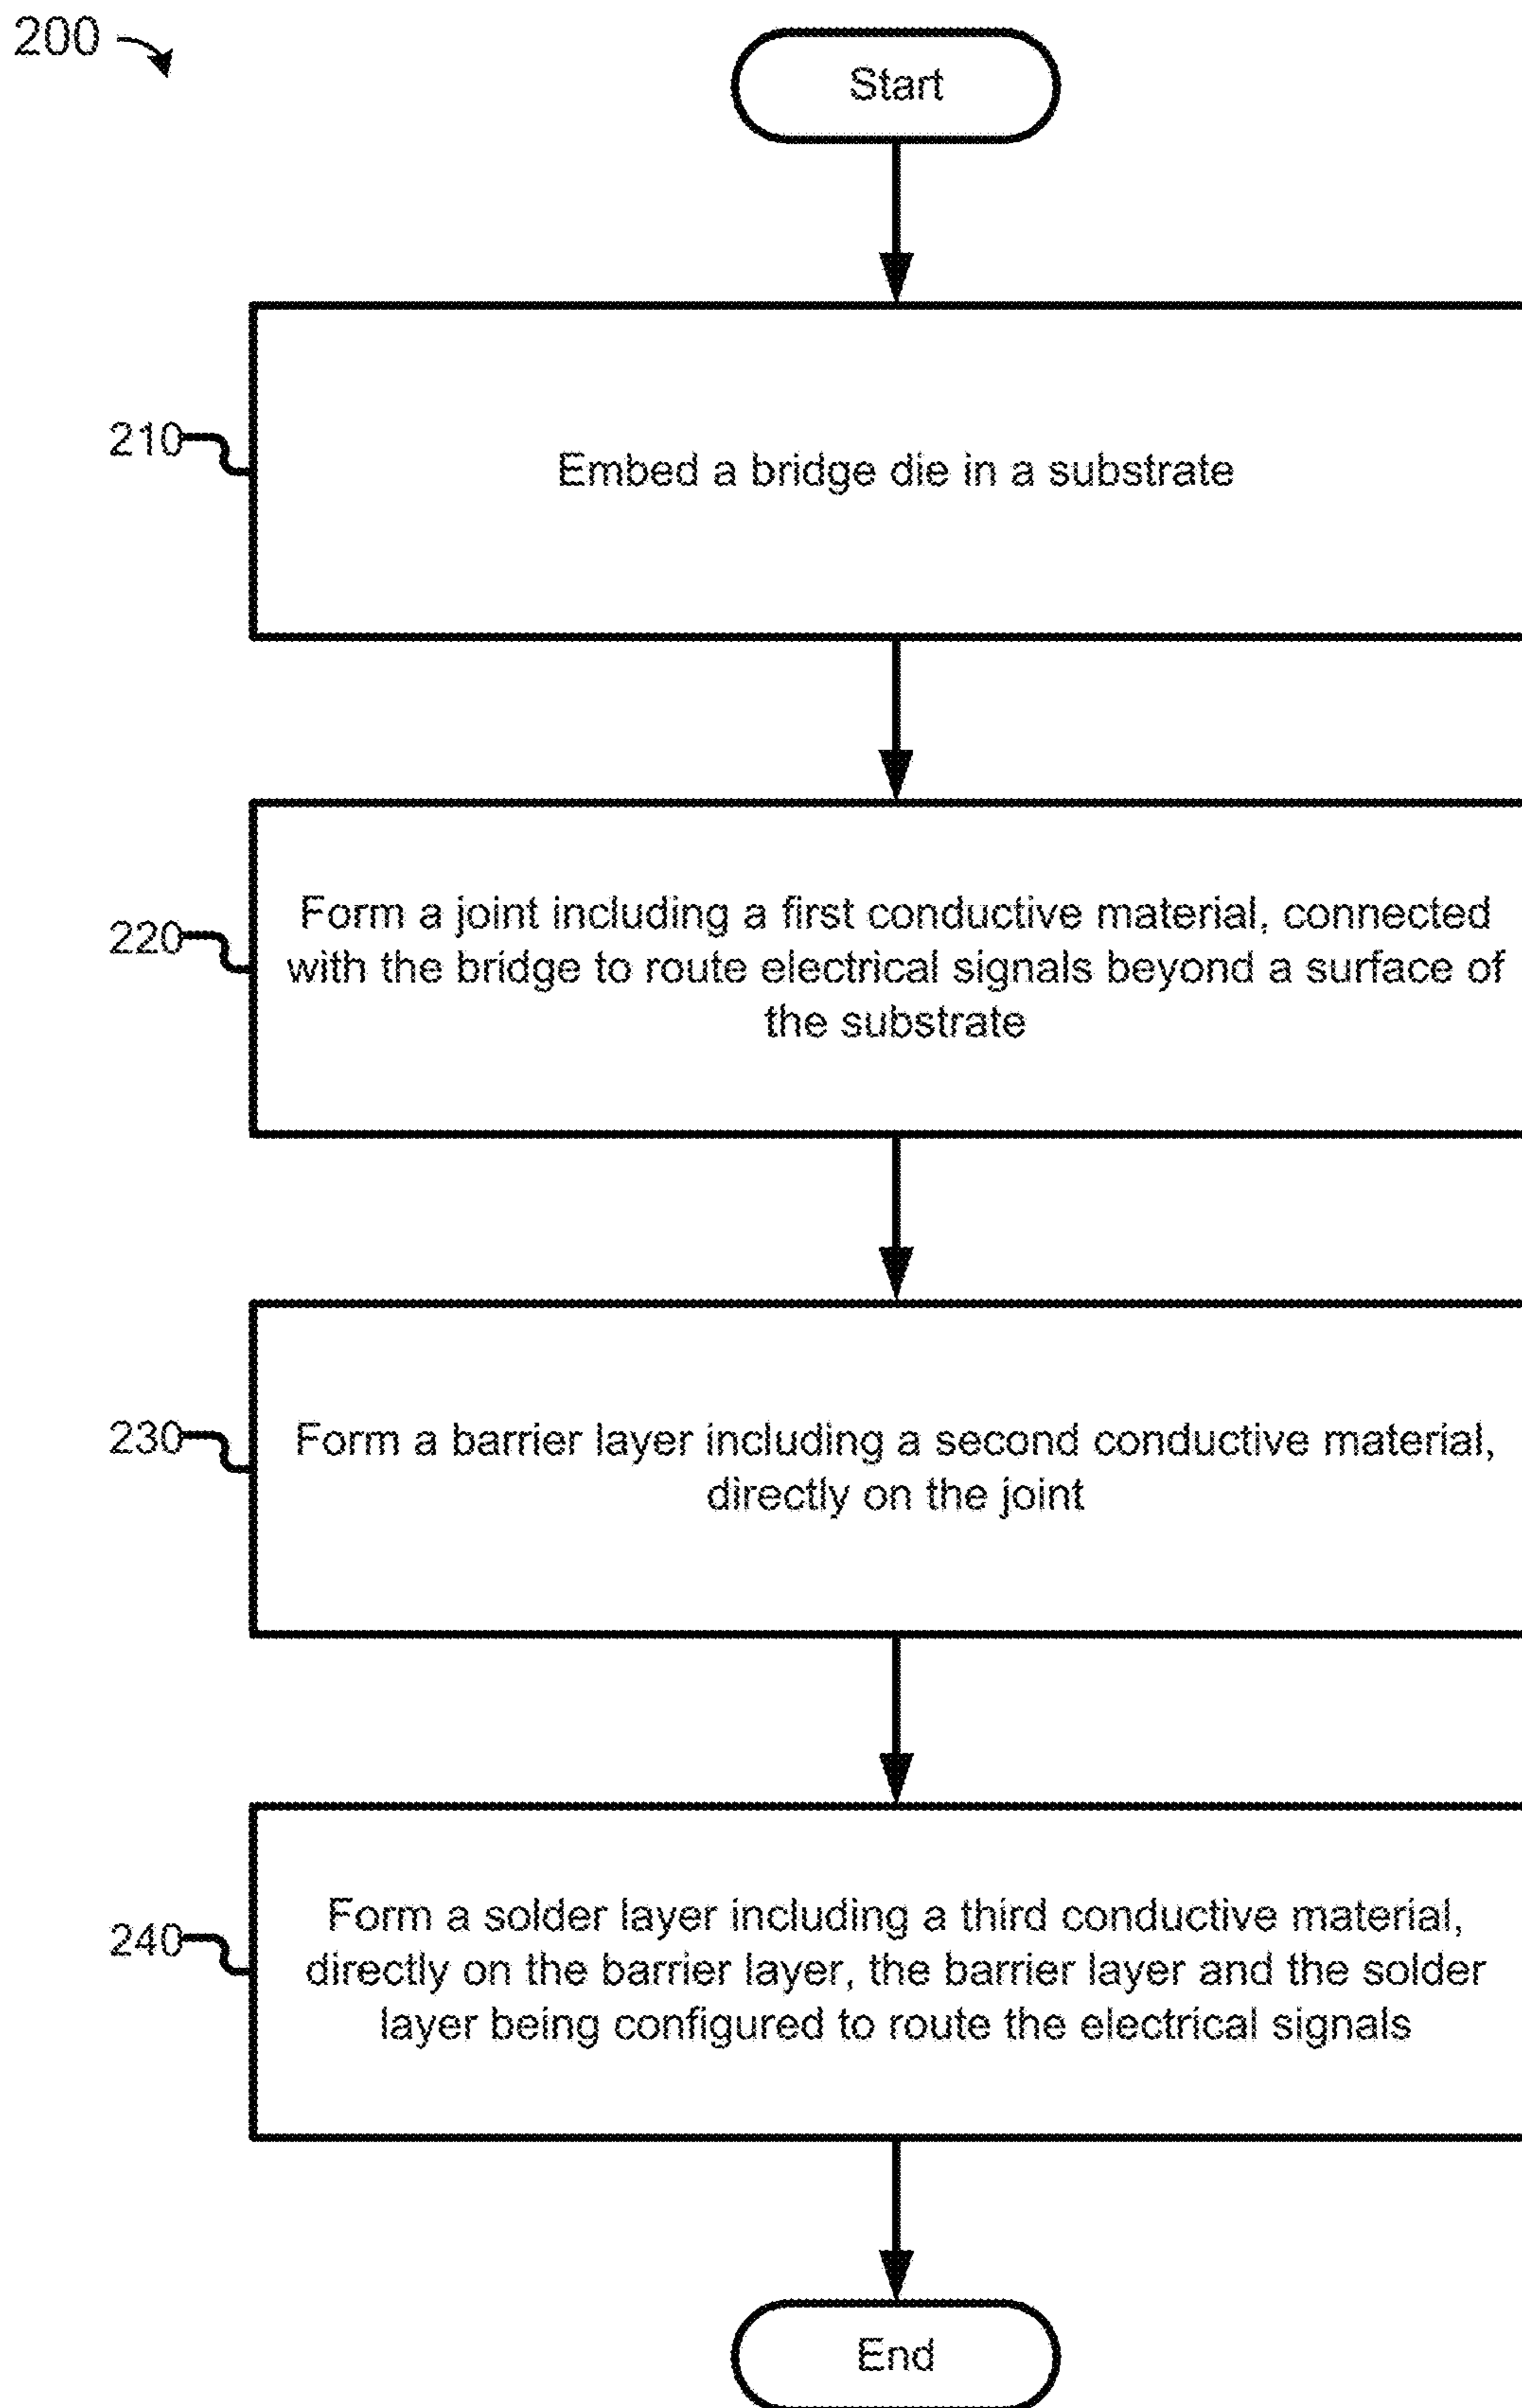 200
Start
210
Embed a bridge die in a substrate
220
Form a joint including a first conductive material, connected
with the bridge to route electrical signals beyond a surface of
the substrate
230
Form a barrier layer including a second conductive material,
directly on the joint
240
Form a solder layer including a third conductive material,
directly on the barrier layer, the barrier layer and the solder
layer being configured to route the electrical signals
End